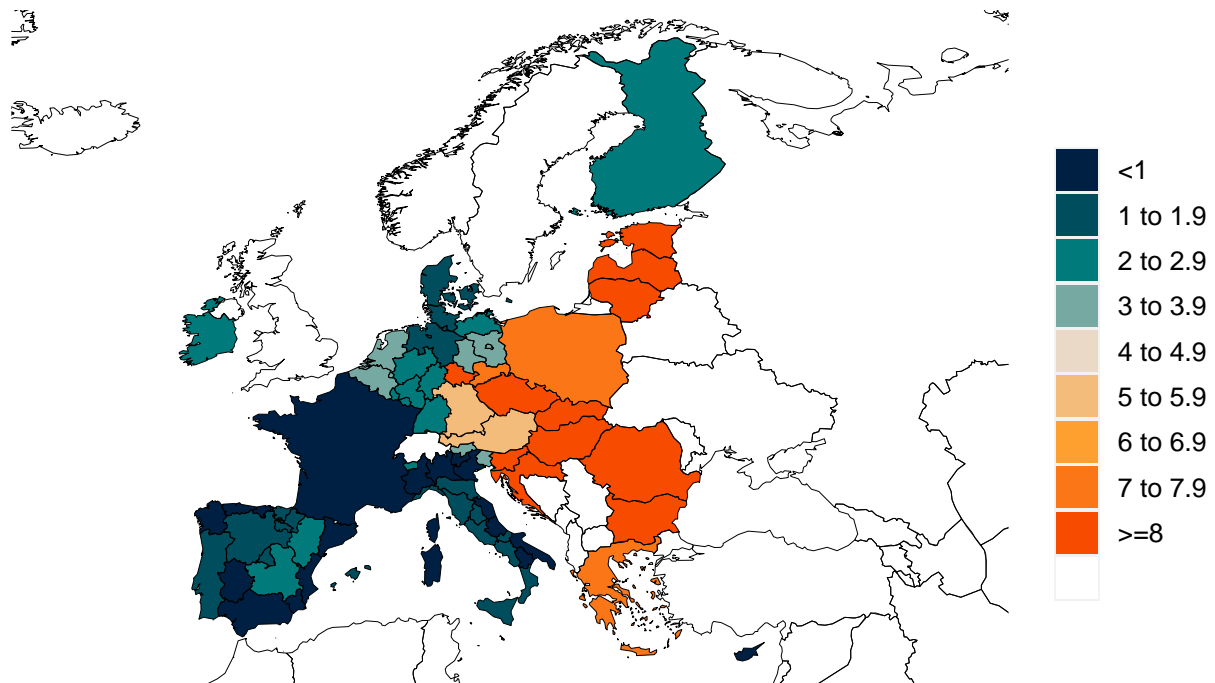 <1
1 to 1.9
2 to 2.9
3 to 3.9
4 to 4.9
5 to 5.9
6 to 6.9
7 to 7.9
>=8